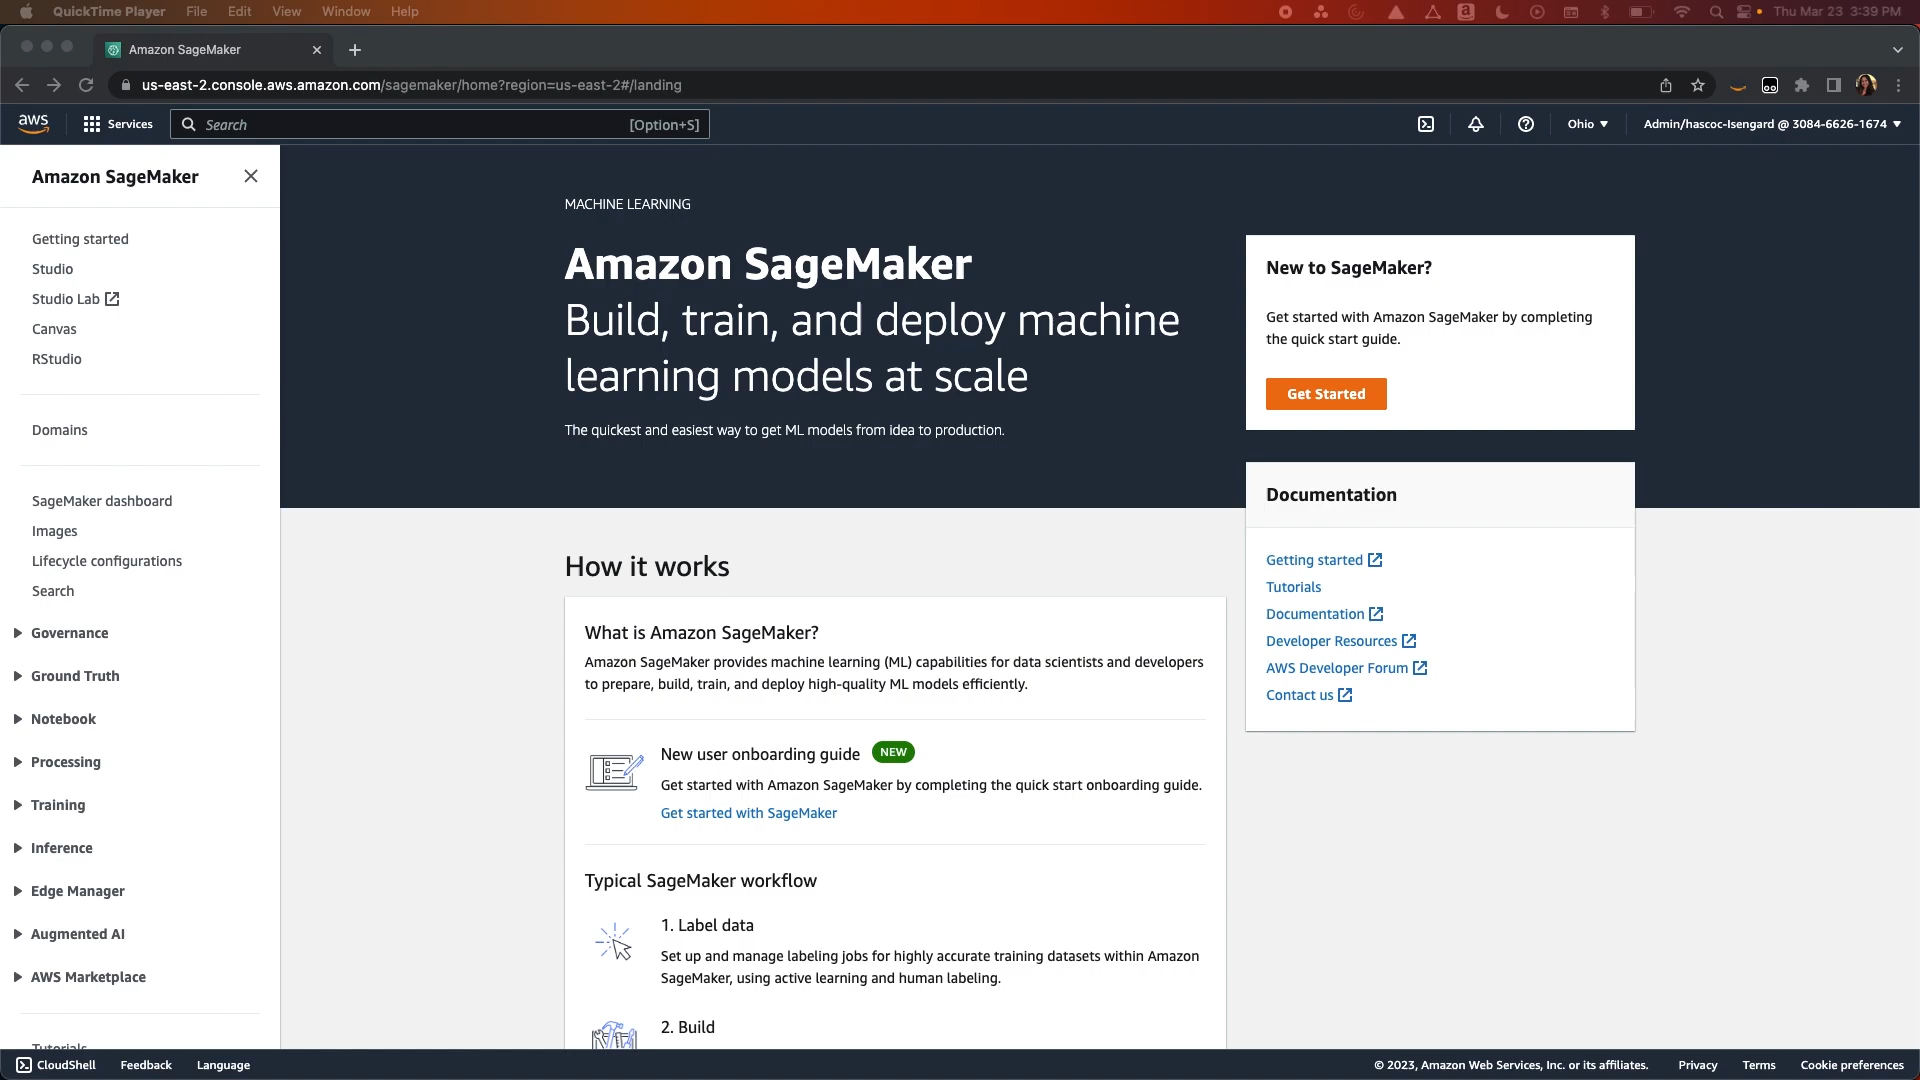 QuickTime Player File Edit View Window Help
Thu Mar 23 3:39 PM
Amazon SageMaker
us-east-2.console.aws.amazon.com/sagemaker/home?region=us-east-2#/landing
aws Services Search [Option+S] Ohio Admin/hascoc-Isengard @ 3084-6626-1674
Amazon SageMaker
Getting started
Studio
Studio Lab
Canvas
RStudio
Domains
SageMaker dashboard
Images
Lifecycle configurations
Search
Governance
Ground Truth
Notebook
Processing
Training
Inference
Edge Manager
Augmented AI
AWS Marketplace
Tutorials
MACHINE LEARNING
Amazon SageMaker
Build, train, and deploy machine
learning models at scale
The quickest and easiest way to get ML models from idea to production.
New to SageMaker?
Get started with Amazon SageMaker by completing
the quick start guide.
Get Started
Documentation
Getting started
Tutorials
Documentation
Developer Resources
AWS Developer Forum
Contact us
How it works
What is Amazon SageMaker?
Amazon SageMaker provides machine learning (ML) capabilities for data scientists and developers
to prepare, build, train, and deploy high-quality ML models efficiently.
New user onboarding guide NEW
Get started with Amazon SageMaker by completing the quick start onboarding guide.
Get started with SageMaker
Typical SageMaker workflow
1. Label data
Set up and manage labeling jobs for highly accurate training datasets within Amazon
SageMaker, using active learning and human labeling.
2. Build
CloudShell Feedback Language © 2023, Amazon Web Services, Inc. or its affiliates. Privacy Terms Cookie preferences